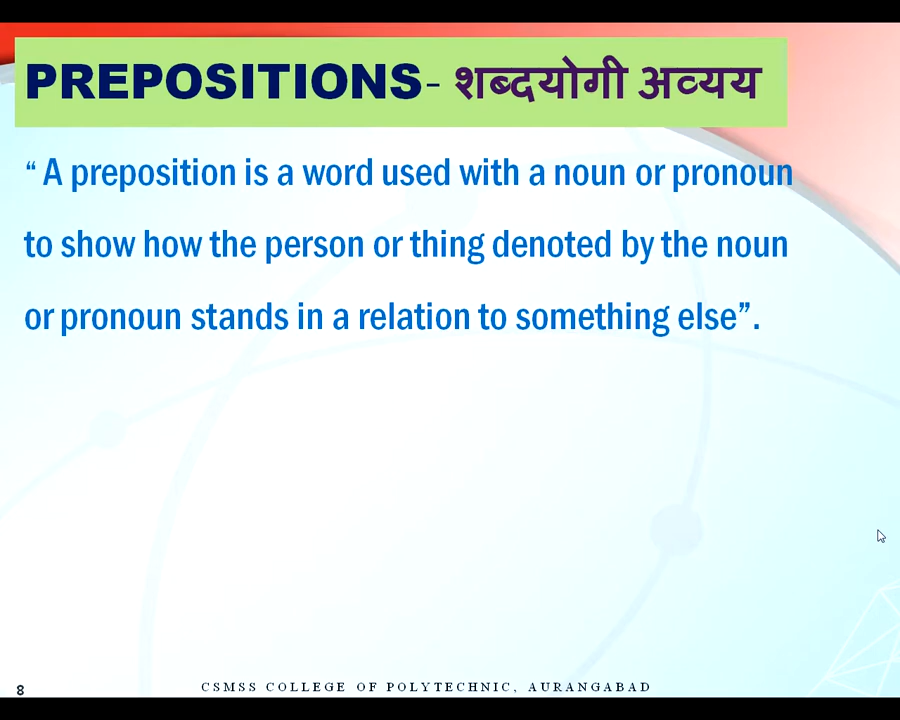 PREPOSITIONS- शब्दयोगी अव्यय
“ A preposition is a word used with a noun or pronoun
to show how the person or thing denoted by the noun
or pronoun stands in a relation to something else”.
8
CSMSS COLLEGE OF POLYTECHNIC, AURANGABAD